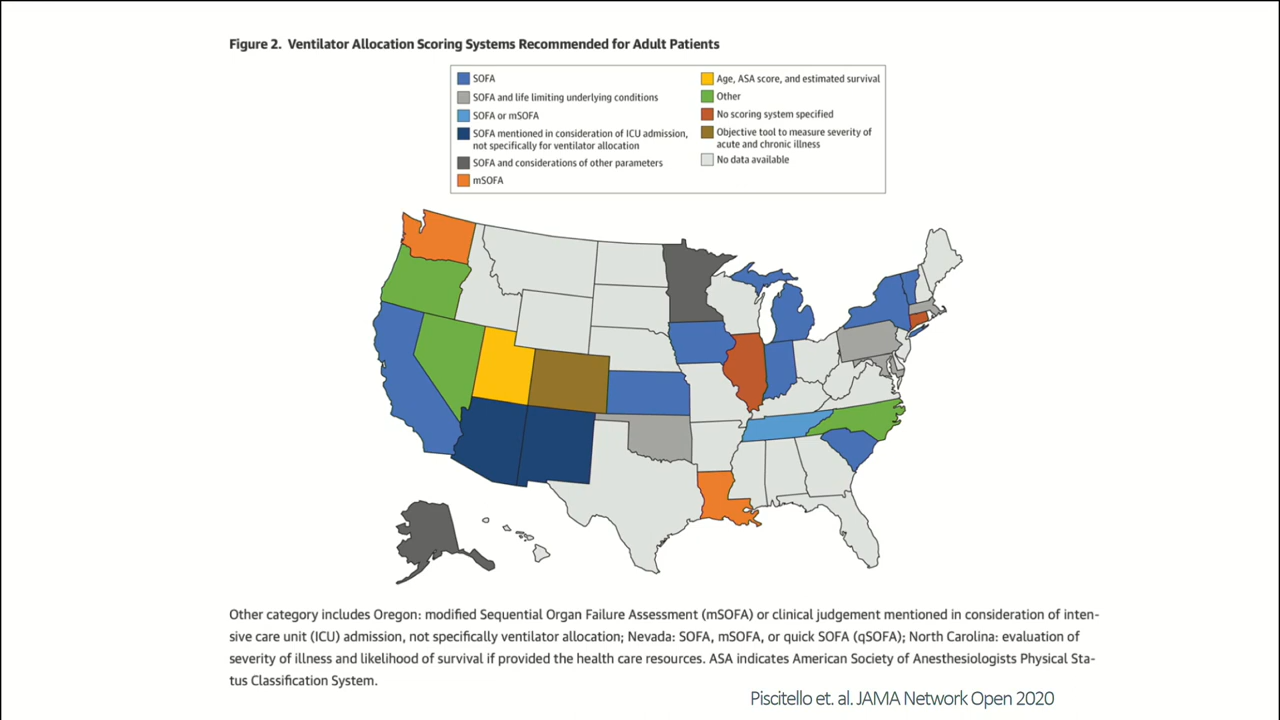 Figure 2. Ventilator Allocation Scoring Systems Recommended for Adult Patients
SOFA
SOFA and life limiting underlying conditions
SOFA or mSOFA
SOFA mentioned in consideration of ICU admission,
not specifically for ventilator allocation
SOFA and considerations of other parameters
mSOFA
Age, ASA score, and estimated survival
Other
No scoring system specified
Objective tool to measure severity of
acute and chronic illness
No data available
Other category includes Oregon: modified Sequential Organ Failure Assessment (mSOFA) or clinical judgement mentioned in consideration of inten-
sive care unit (ICU) admission, not specifically ventilator allocation; Nevada: SOFA, mSOFA, or quick SOFA (qSOFA); North Carolina: evaluation of
severity of illness and likelihood of survival if provided the health care resources. ASA indicates American Society of Anesthesiologists Physical Sta-
tus Classification System.
Piscitello et. al. JAMA Network Open 2020